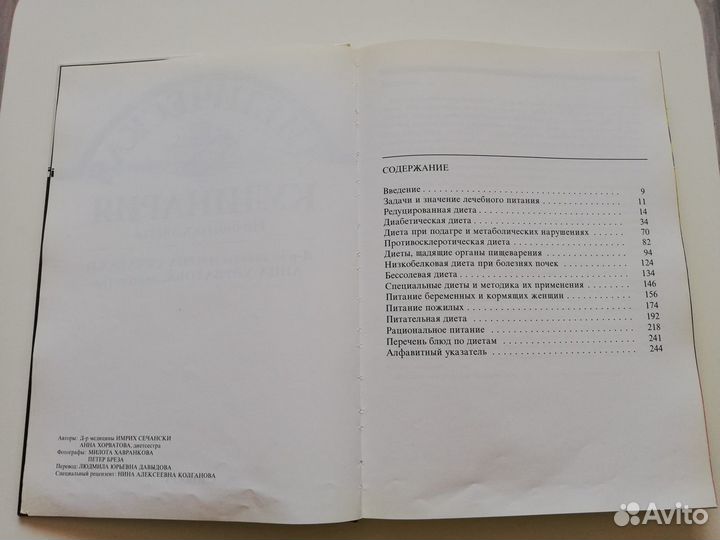 Авторы: Д-р медицины ИМРИХ СЕЧАНСКИ
АННА ХОРВАТОВА, диетсестра
Фотографы: МИЛОТА ХАВРАНКОВА
ПЕТЕР БРЕЗА
Перевод: ЛЮДМИЛА ЮРЬЕВНА ДАВЫДОВА
Специальный рецензент: НИНА АЛЕКСЕЕВНА КОЛГАНОВА
СОДЕРЖАНИЕ
Введение . . . . . . . . . . 9
Задачи и значение лечебного питания . . . . . . . . . . 11
Редуцированная диета . . . . . . . . . . 14
Диабетическая диета . . . . . . . . . . 34
Диета при подагре и метаболических нарушениях . . . . . . . . . . 70
Противосклеротическая диета . . . . . . . . . . 82
Диеты, щадящие органы пищеварения . . . . . . . . . . 94
Низкобелковая диета при болезнях почек . . . . . . . . . . 124
Бессолевая диета . . . . . . . . . . 134
Специальные диеты и методика их применения . . . . . . . . . . 146
Питание беременных и кормящих женщин . . . . . . . . . . 156
Питание пожилых . . . . . . . . . . 174
Питательная диета . . . . . . . . . . 192
Рациональное питание . . . . . . . . . . 218
Перечень блюд по диетам . . . . . . . . . . 241
Алфавитный указатель . . . . . . . . . . 244
Avito